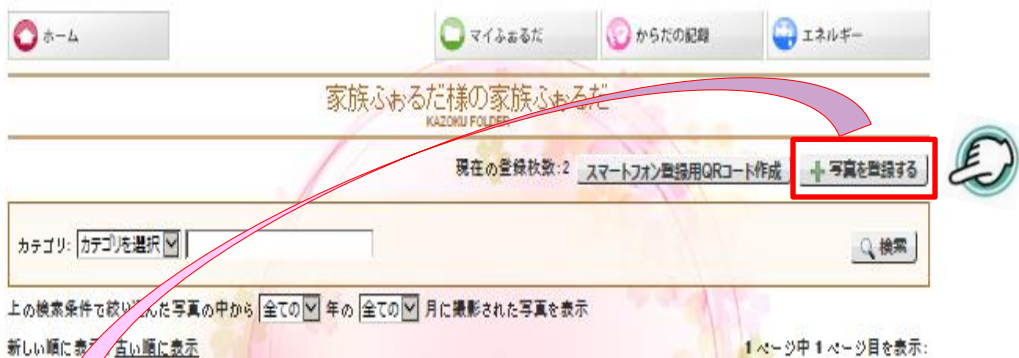 ホーム マイふぉるだ からだの記録 エネルギー
家族ふぉるだ様の家族ふぉるだ
KAZOKU FOLDER
現在の登録枚数:2 スマートフォン登録用QRコード作成 写真を登録する
カテゴリ: カテゴリを選択 検索
上の検索条件で絞り込んだ写真の中から 全ての 年の 全ての 月に撮影された写真を表示
新しい順に表示 古い順に表示 1 ページ中 1 ページ目を表示: